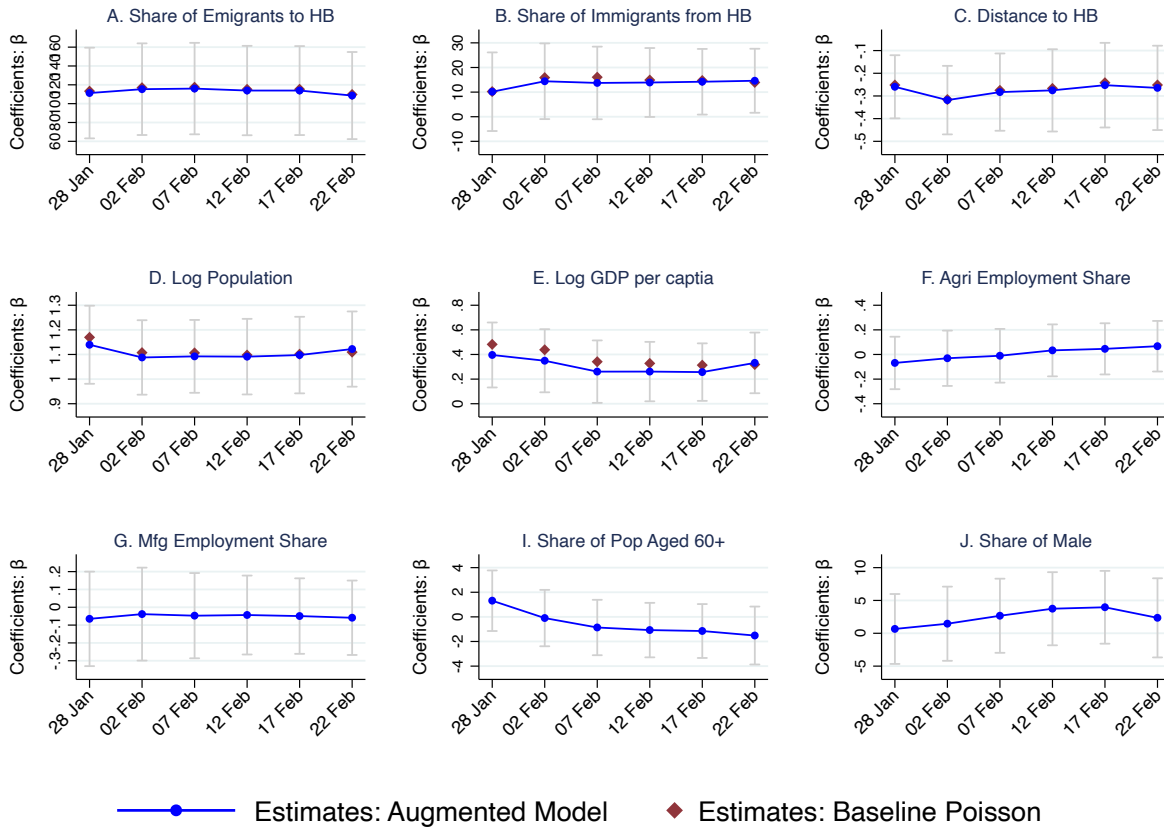 A. Share of Emigrants to HB
Coefficients: β
60 80 100 120 140 160
28 Jan
02 Feb
07 Feb
12 Feb
17 Feb
22 Feb
B. Share of Immigrants from HB
Coefficients: β
-10 0 10 20 30
28 Jan
02 Feb
07 Feb
12 Feb
17 Feb
22 Feb
C. Distance to HB
Coefficients: β
-.5 -.4 -.3 -.2 -.1
28 Jan
02 Feb
07 Feb
12 Feb
17 Feb
22 Feb
D. Log Population
Coefficients: β
.9 1 1.1 1.2 1.3
28 Jan
02 Feb
07 Feb
12 Feb
17 Feb
22 Feb
E. Log GDP per captia
Coefficients: β
0 .2 .4 .6 .8
28 Jan
02 Feb
07 Feb
12 Feb
17 Feb
22 Feb
F. Agri Employment Share
Coefficients: β
-.4 -.2 0 .2 .4
28 Jan
02 Feb
07 Feb
12 Feb
17 Feb
22 Feb
G. Mfg Employment Share
Coefficients: β
-.3 -.2 -.1 0 .1 .2
28 Jan
02 Feb
07 Feb
12 Feb
17 Feb
22 Feb
I. Share of Pop Aged 60+
Coefficients: β
-4 -2 0 2 4
28 Jan
02 Feb
07 Feb
12 Feb
17 Feb
22 Feb
J. Share of Male
Coefficients: β
-5 0 5 10
28 Jan
02 Feb
07 Feb
12 Feb
17 Feb
22 Feb
Estimates: Augmented Model
Estimates: Baseline Poisson